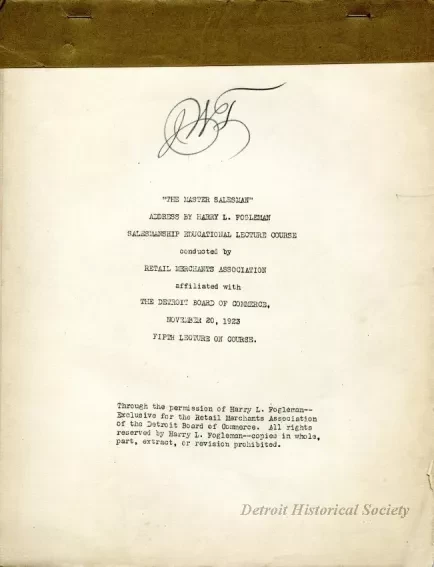 "THE MASTER SALESMAN"
ADDRESS BY HARRY L. FOGLEMAN
SALESMANSHIP EDUCATIONAL LECTURE COURSE
conducted by
RETAIL MERCHANTS ASSOCIATION
affiliated with
THE DETROIT BOARD OF COMMERCE,
NOVEMBER 20, 1923
FIFTH LECTURE ON COURSE.
Through the permission of Harry L. Fogleman--
Exclusive for the Retail Merchants Association
of the Detroit Board of Commerce. All rights
reserved by Harry L. Fogleman--copies in whole,
part, extract, or revision prohibited.
Detroit Historical Society